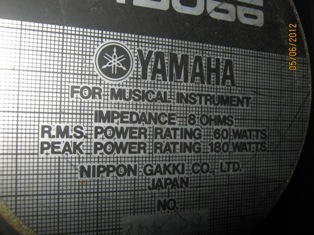 YAMAHA
FOR MUSICAL INSTRUMENT
IMPEDANCE 8 OHMS
R.M.S. POWER RATING 60 WATTS
PEAK POWER RATING 180 WATTS
NIPPON GAKKI CO., LTD.
JAPAN
NO.
05/06/2012